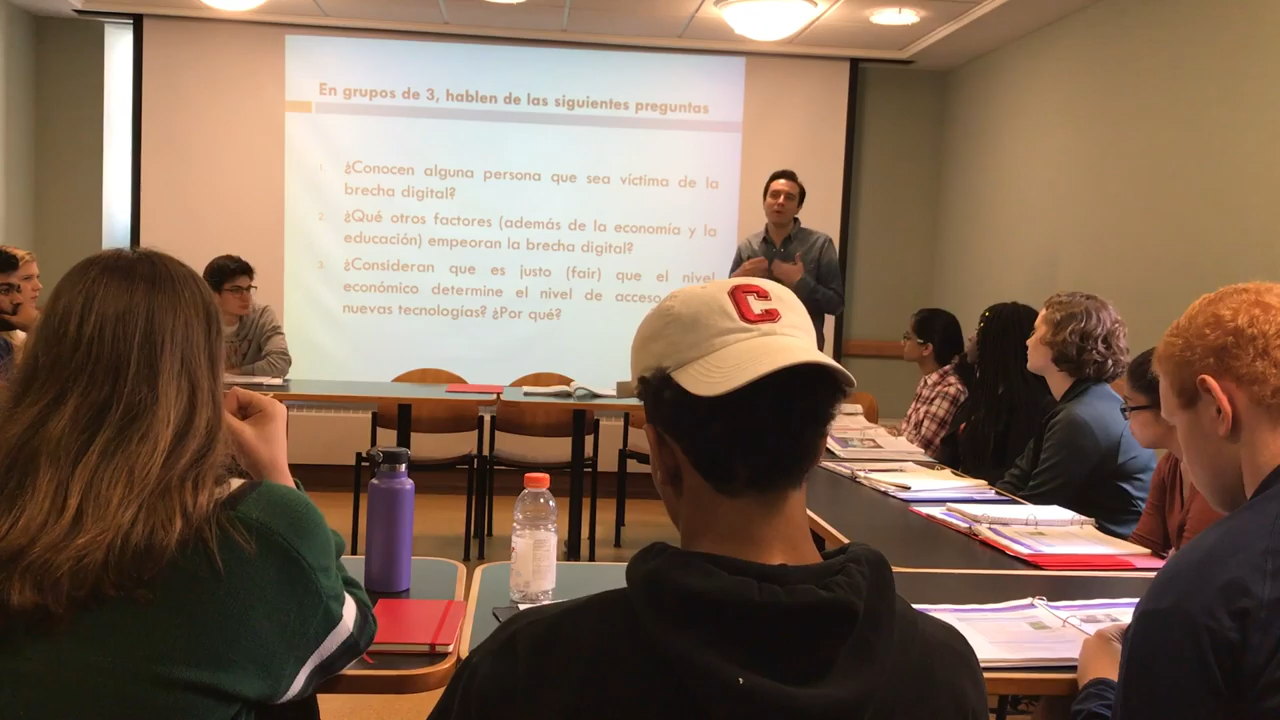 En grupos de 3, hablen de las siguientes preguntas
1. ¿Conocen alguna persona que sea víctima de la
brecha digital?
2. ¿Qué otros factores (además de la economía y la
educación) empeoran la brecha digital?
3. ¿Consideran que es justo (fair) que el nivel
económico determine el nivel de acceso
nuevas tecnologías? ¿Por qué?
C